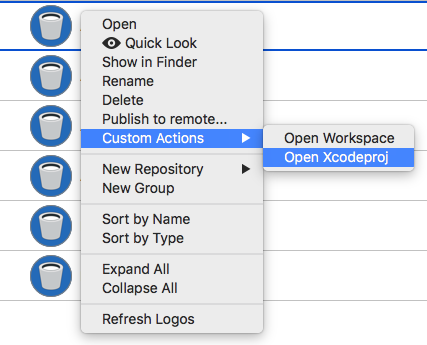 Open
Quick Look
Show in Finder
Rename
Delete
Publish to remote...
Custom Actions
Open Workspace
Open Xcodeproj
New Repository
New Group
Sort by Name
Sort by Type
Expand All
Collapse All
Refresh Logos